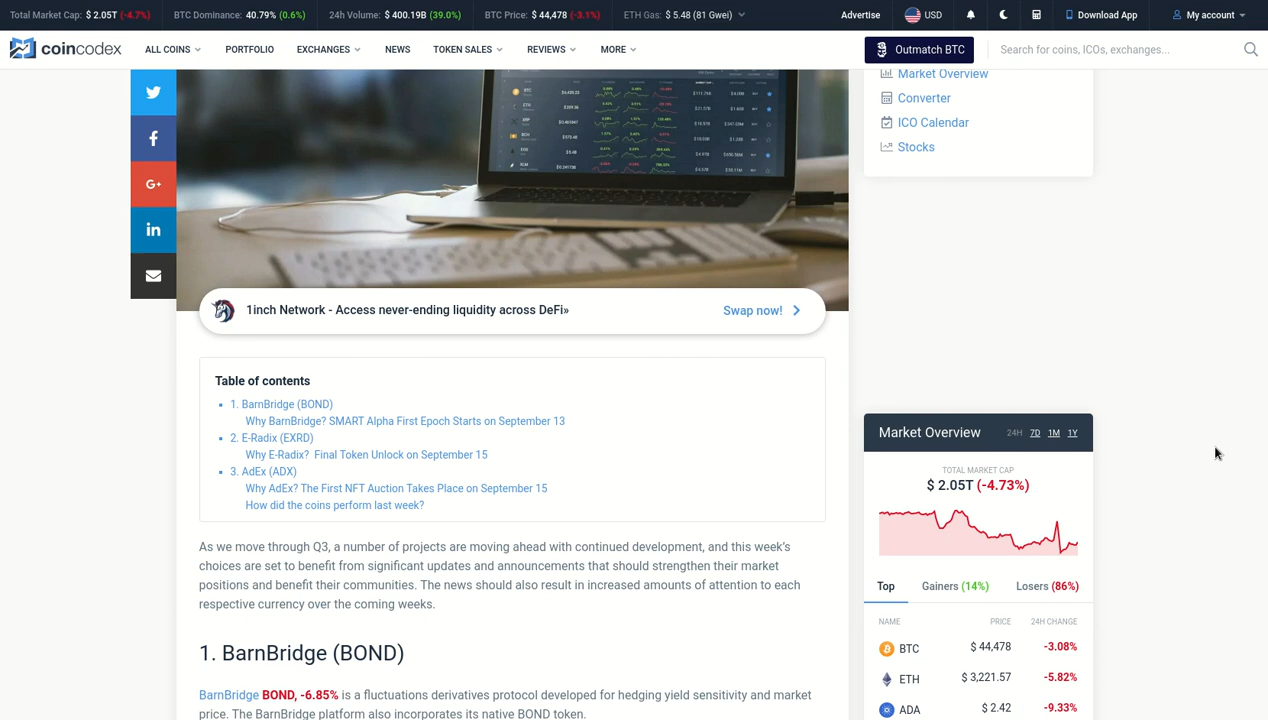 Total Market Cap: $ 2.05T (-4.7%) BTC Dominance: 40.79% (0.6%) 24h Volume: $ 400.19B (39.0%) BTC Price: $ 44,478 (-3.1%) ETH Gas: $ 5.48 (81 Gwei) Advertise USD Download App My account
coincodex ALL COINS PORTFOLIO EXCHANGES NEWS TOKEN SALES REVIEWS MORE Outmatch BTC Search for coins, ICOs, exchanges...
Market Overview
Converter
ICO Calendar
Stocks
G+
in
1inch Network - Access never-ending liquidity across DeFi» Swap now!
Table of contents
1. BarnBridge (BOND)
Why BarnBridge? SMART Alpha First Epoch Starts on September 13
2. E-Radix (EXRD)
Why E-Radix?  Final Token Unlock on September 15
3. AdEx (ADX)
Why AdEx? The First NFT Auction Takes Place on September 15
How did the coins perform last week?
As we move through Q3, a number of projects are moving ahead with continued development, and this week's
choices are set to benefit from significant updates and announcements that should strengthen their market
positions and benefit their communities. The news should also result in increased amounts of attention to each
respective currency over the coming weeks.
1. BarnBridge (BOND)
BarnBridge BOND, -6.85% is a fluctuations derivatives protocol developed for hedging yield sensitivity and market
price. The BarnBridge platform also incorporates its native BOND token.
Market Overview 24H 7D 1M 1Y
TOTAL MARKET CAP
$ 2.05T (-4.73%)
Top Gainers (14%) Losers (86%)
NAME PRICE 24H CHANGE
BTC $ 44,478 -3.08%
ETH $ 3,221.57 -5.82%
ADA $ 2.42 -9.33%